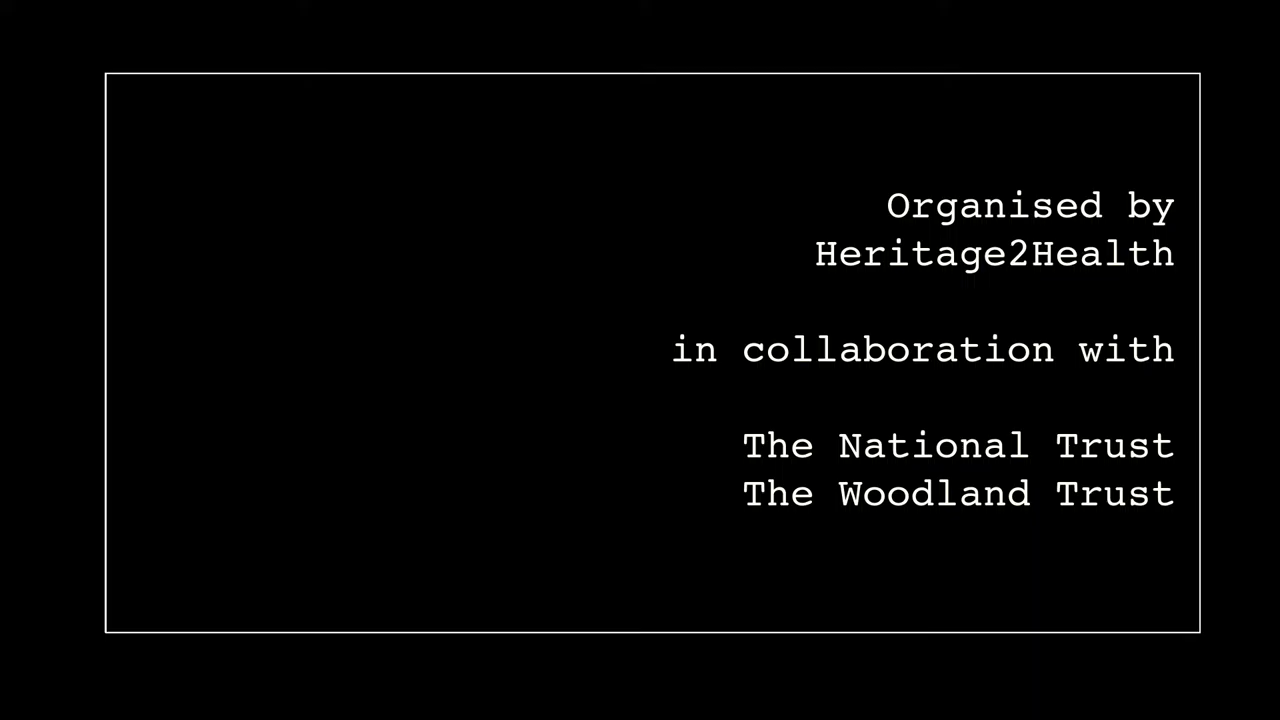 Organised by
Heritage2Health
in collaboration with
The National Trust
The Woodland Trust